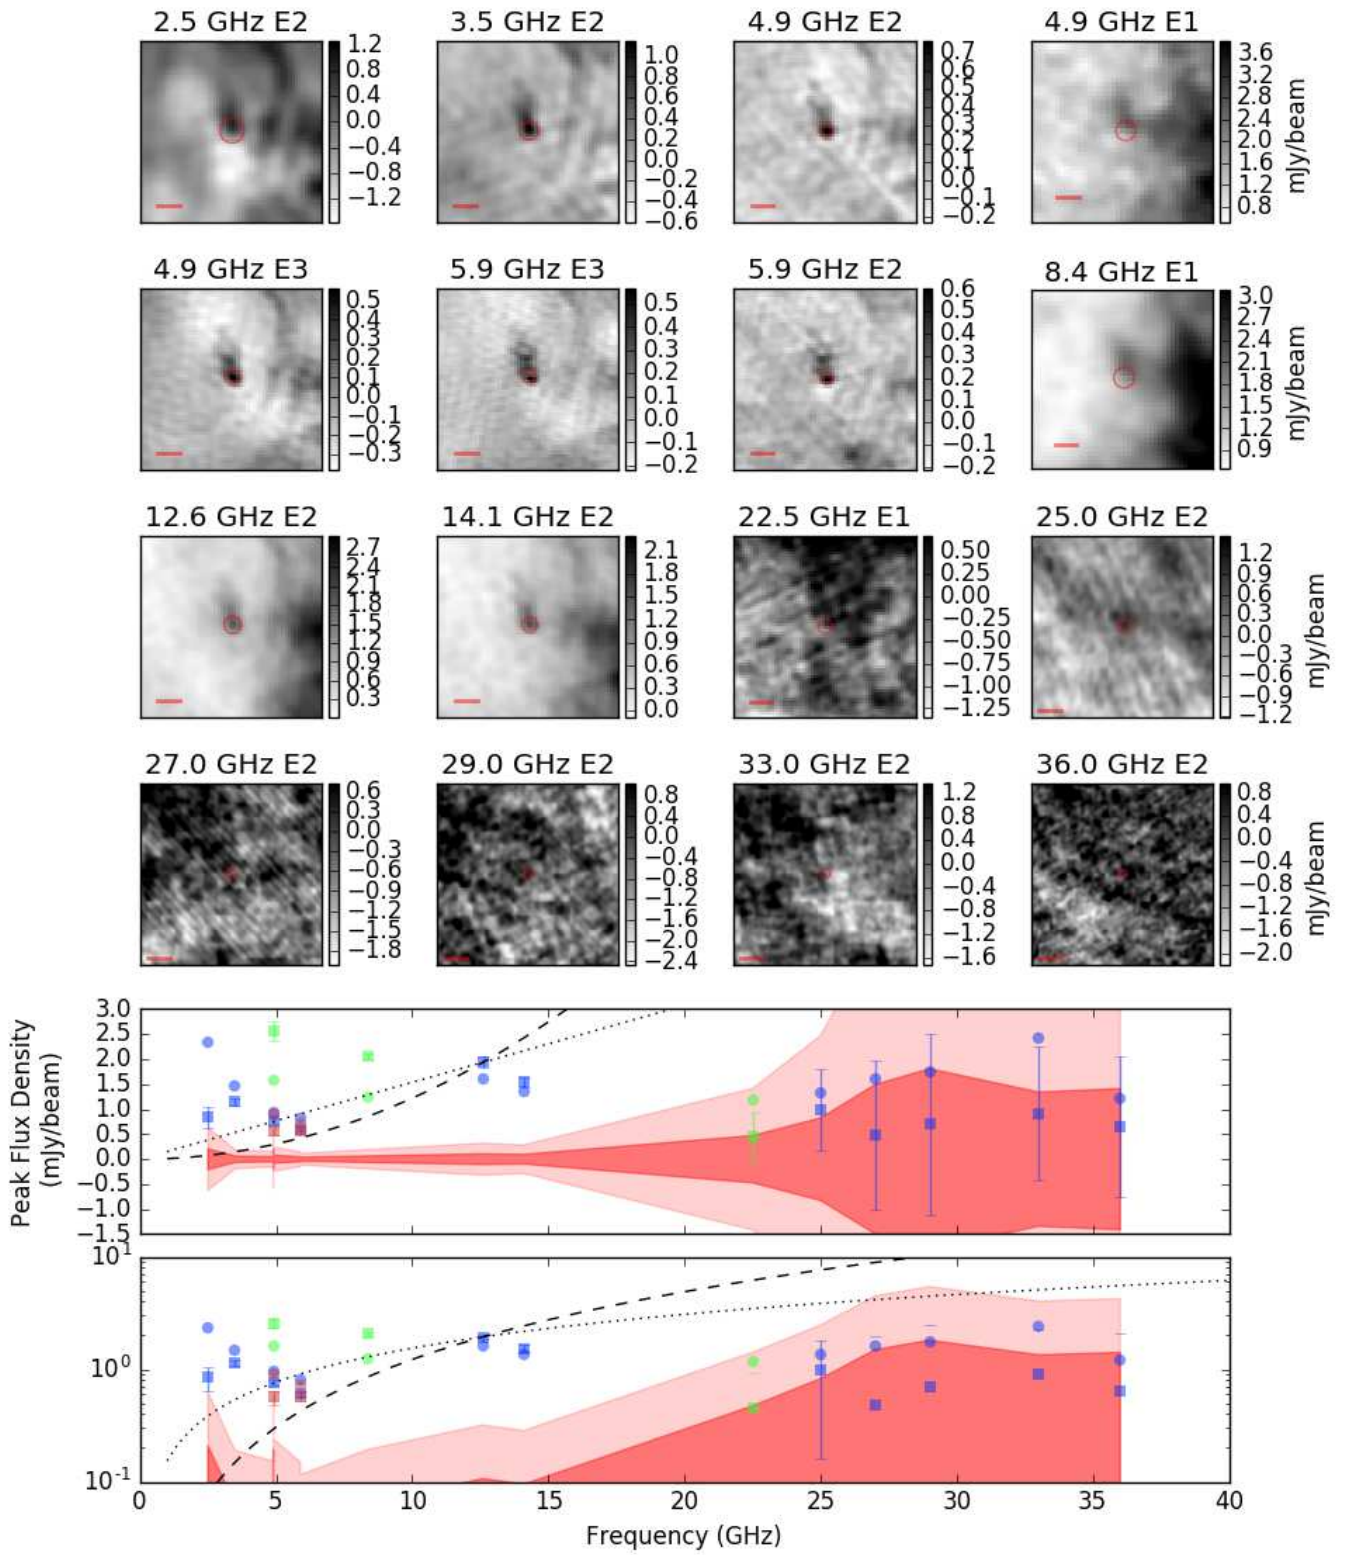 2.5 GHz E2 3.5 GHz E2 4.9 GHz E2 4.9 GHz E1
1.2 0.8 0.4 0.0 −0.4 −0.8 −1.2
1.0 0.8 0.6 0.4 0.2 0.0 −0.2 −0.4 −0.6
0.7 0.6 0.5 0.4 0.3 0.2 0.1 0.0 −0.1 −0.2
3.6 3.2 2.8 2.4 2.0 1.6 1.2 0.8
mJy/beam
4.9 GHz E3 5.9 GHz E3 5.9 GHz E2 8.4 GHz E1
0.5 0.4 0.3 0.2 0.1 0.0 −0.1 −0.2 −0.3
0.5 0.4 0.3 0.2 0.1 0.0 −0.1 −0.2
0.6 0.5 0.4 0.3 0.2 0.1 0.0 −0.1 −0.2
3.0 2.7 2.4 2.1 1.8 1.5 1.2 0.9
mJy/beam
12.6 GHz E2 14.1 GHz E2 22.5 GHz E1 25.0 GHz E2
2.7 2.4 2.1 1.8 1.5 1.2 0.9 0.6 0.3
2.1 1.8 1.5 1.2 0.9 0.6 0.3 0.0
0.50 0.25 0.00 −0.25 −0.50 −0.75 −1.00 −1.25
1.2 0.9 0.6 0.3 0.0 −0.3 −0.6 −0.9 −1.2
mJy/beam
27.0 GHz E2 29.0 GHz E2 33.0 GHz E2 36.0 GHz E2
0.6 0.3 0.0 −0.3 −0.6 −0.9 −1.2 −1.5 −1.8
0.8 0.4 0.0 −0.4 −0.8 −1.2 −1.6 −2.0 −2.4
1.2 0.8 0.4 0.0 −0.4 −0.8 −1.2 −1.6
0.8 0.4 0.0 −0.4 −0.8 −1.2 −1.6 −2.0
mJy/beam
Peak Flux Density
(mJy/beam)
3.0
2.5
2.0
1.5
1.0
0.5
0.0
−0.5
−1.0
−1.5
10¹
10⁰
10⁻¹
0 5 10 15 20 25 30 35 40
Frequency (GHz)